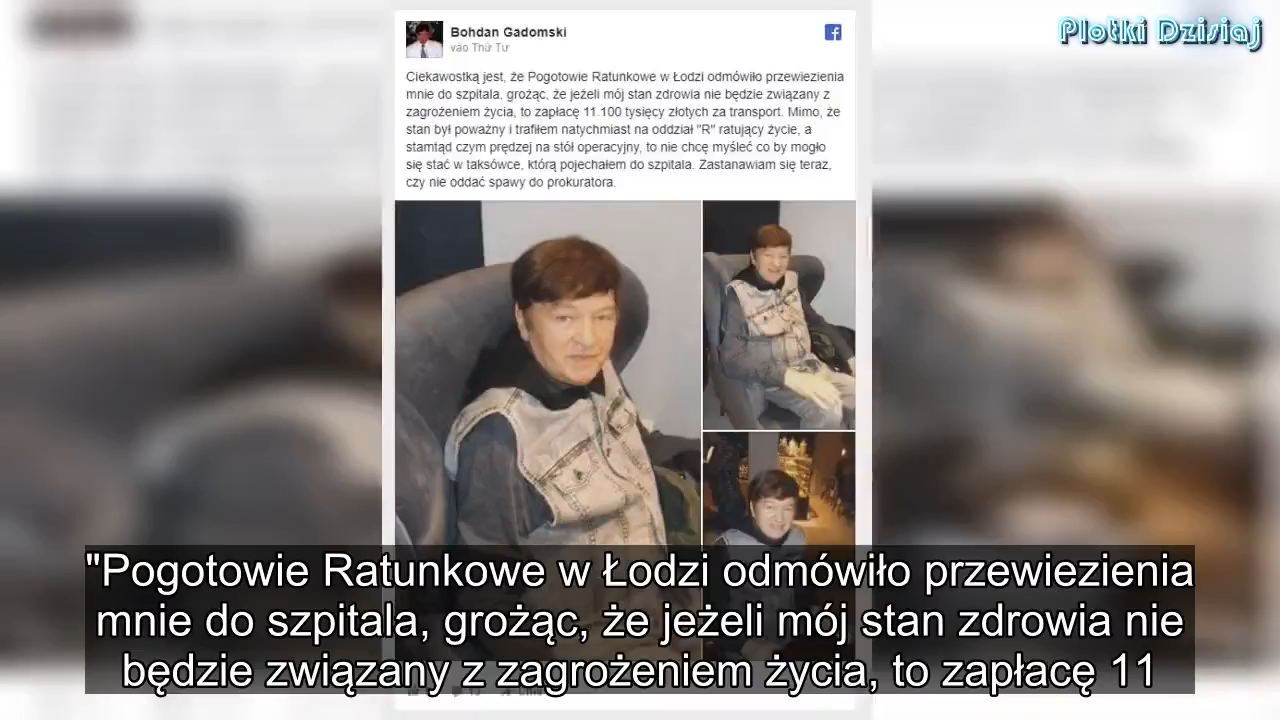 Plotki Dzisiaj
Bohdan Gadomski
vào Thứ Tư
Ciekawostką jest, że Pogotowie Ratunkowe w Łodzi odmówiło przewiezienia
mnie do szpitala, grożąc, że jeżeli mój stan zdrowia nie będzie związany z
zagrożeniem życia, to zapłacę 11.100 tysięcy złotych za transport. Mimo, że
stan był poważny i trafiłem natychmiast na oddział "R" ratujący życie, a
stamtąd czym prędzej na stół operacyjny, to nie chcę myśleć co by mogło
się stać w taksówce, którą pojechałem do szpitala. Zastanawiam się teraz,
czy nie oddać spawy do prokuratora.
"Pogotowie Ratunkowe w Łodzi odmówiło przewiezienia
mnie do szpitala, grożąc, że jeżeli mój stan zdrowia nie
będzie związany z zagrożeniem życia, to zapłacę 11